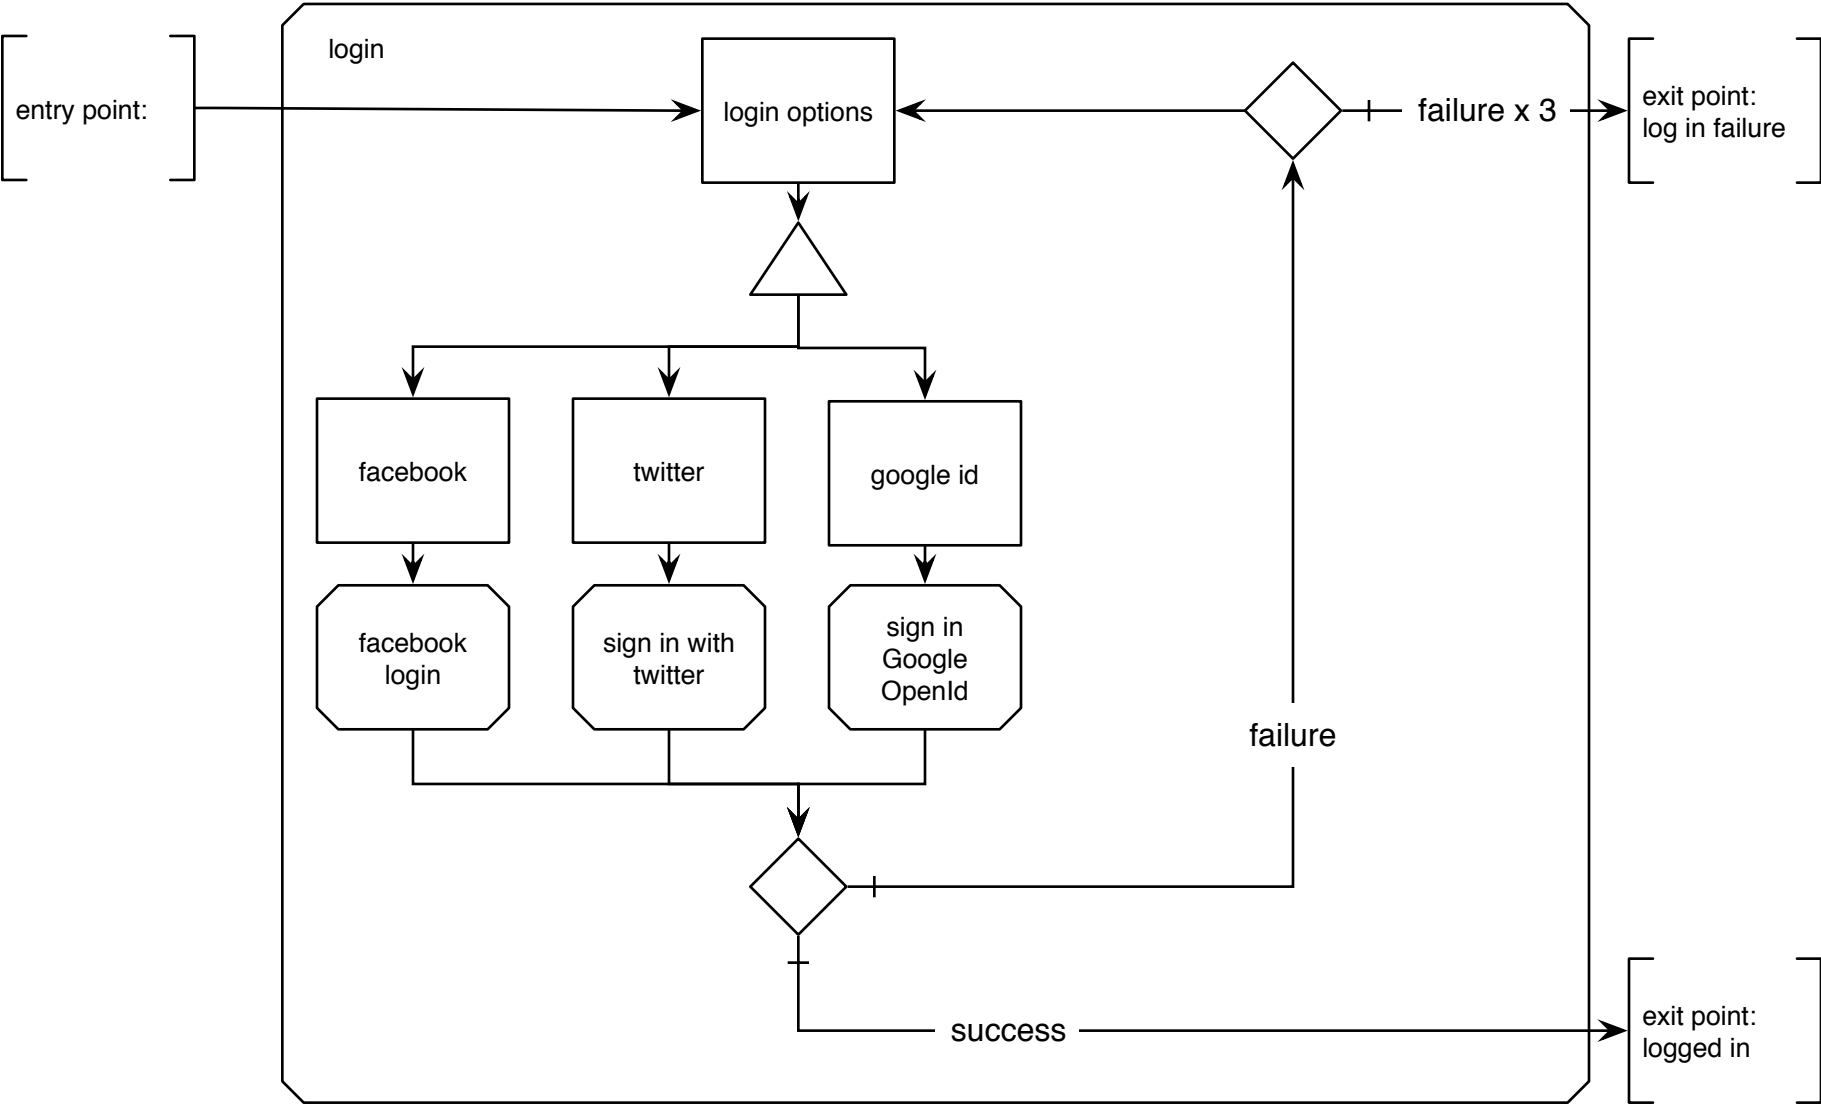 login
entry point:
login options
failure x 3
exit point:
log in failure
facebook
twitter
google id
facebook
login
sign in with
twitter
sign in
Google
OpenId
failure
success
exit point:
logged in